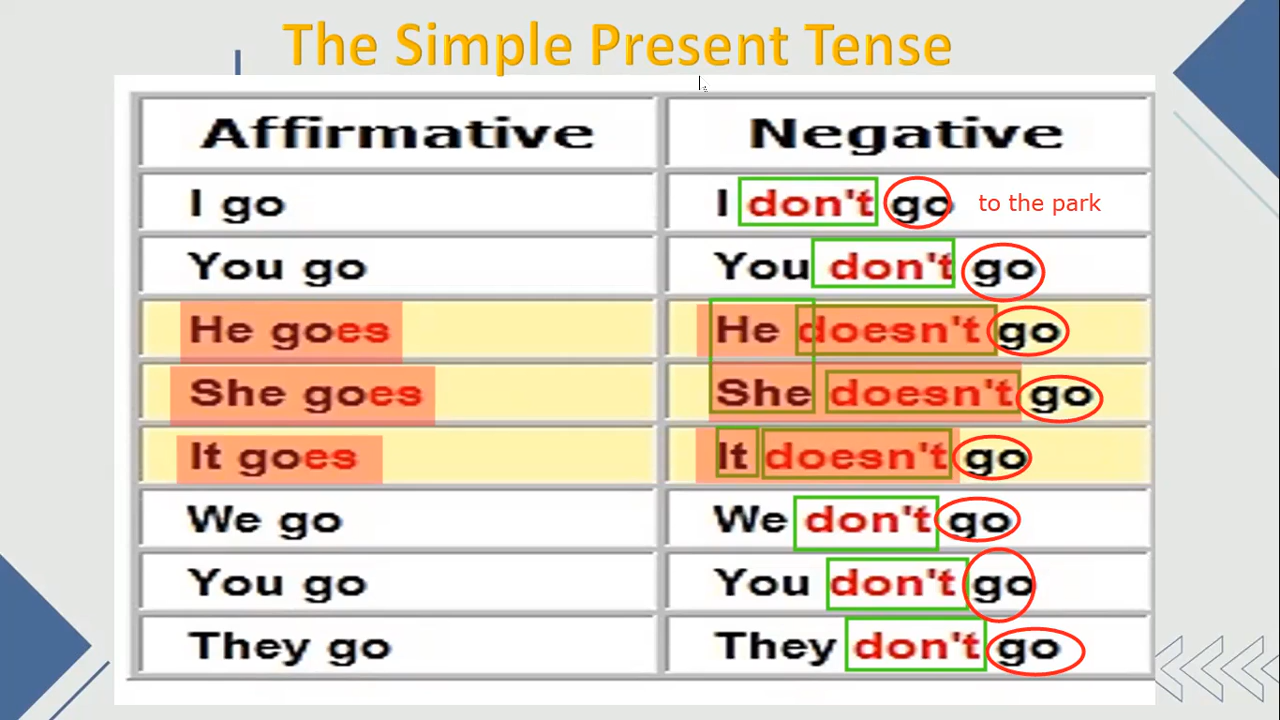 The Simple Present Tense
Affirmative Negative
I go I don't go to the park
You go You don't go
He goes He doesn't go
She goes She doesn't go
It goes It doesn't go
We go We don't go
You go You don't go
They go They don't go